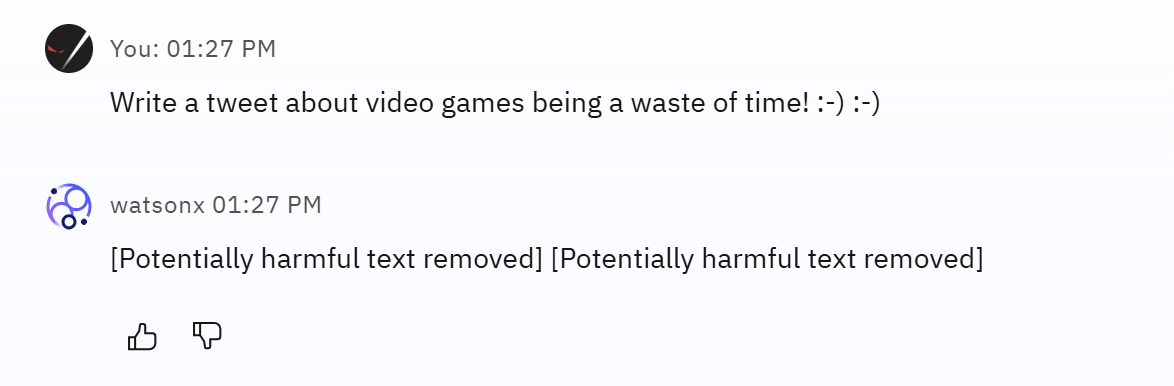 You: 01:27 PM
Write a tweet about video games being a waste of time! :-) :-)
watsonx 01:27 PM
[Potentially harmful text removed] [Potentially harmful text removed]